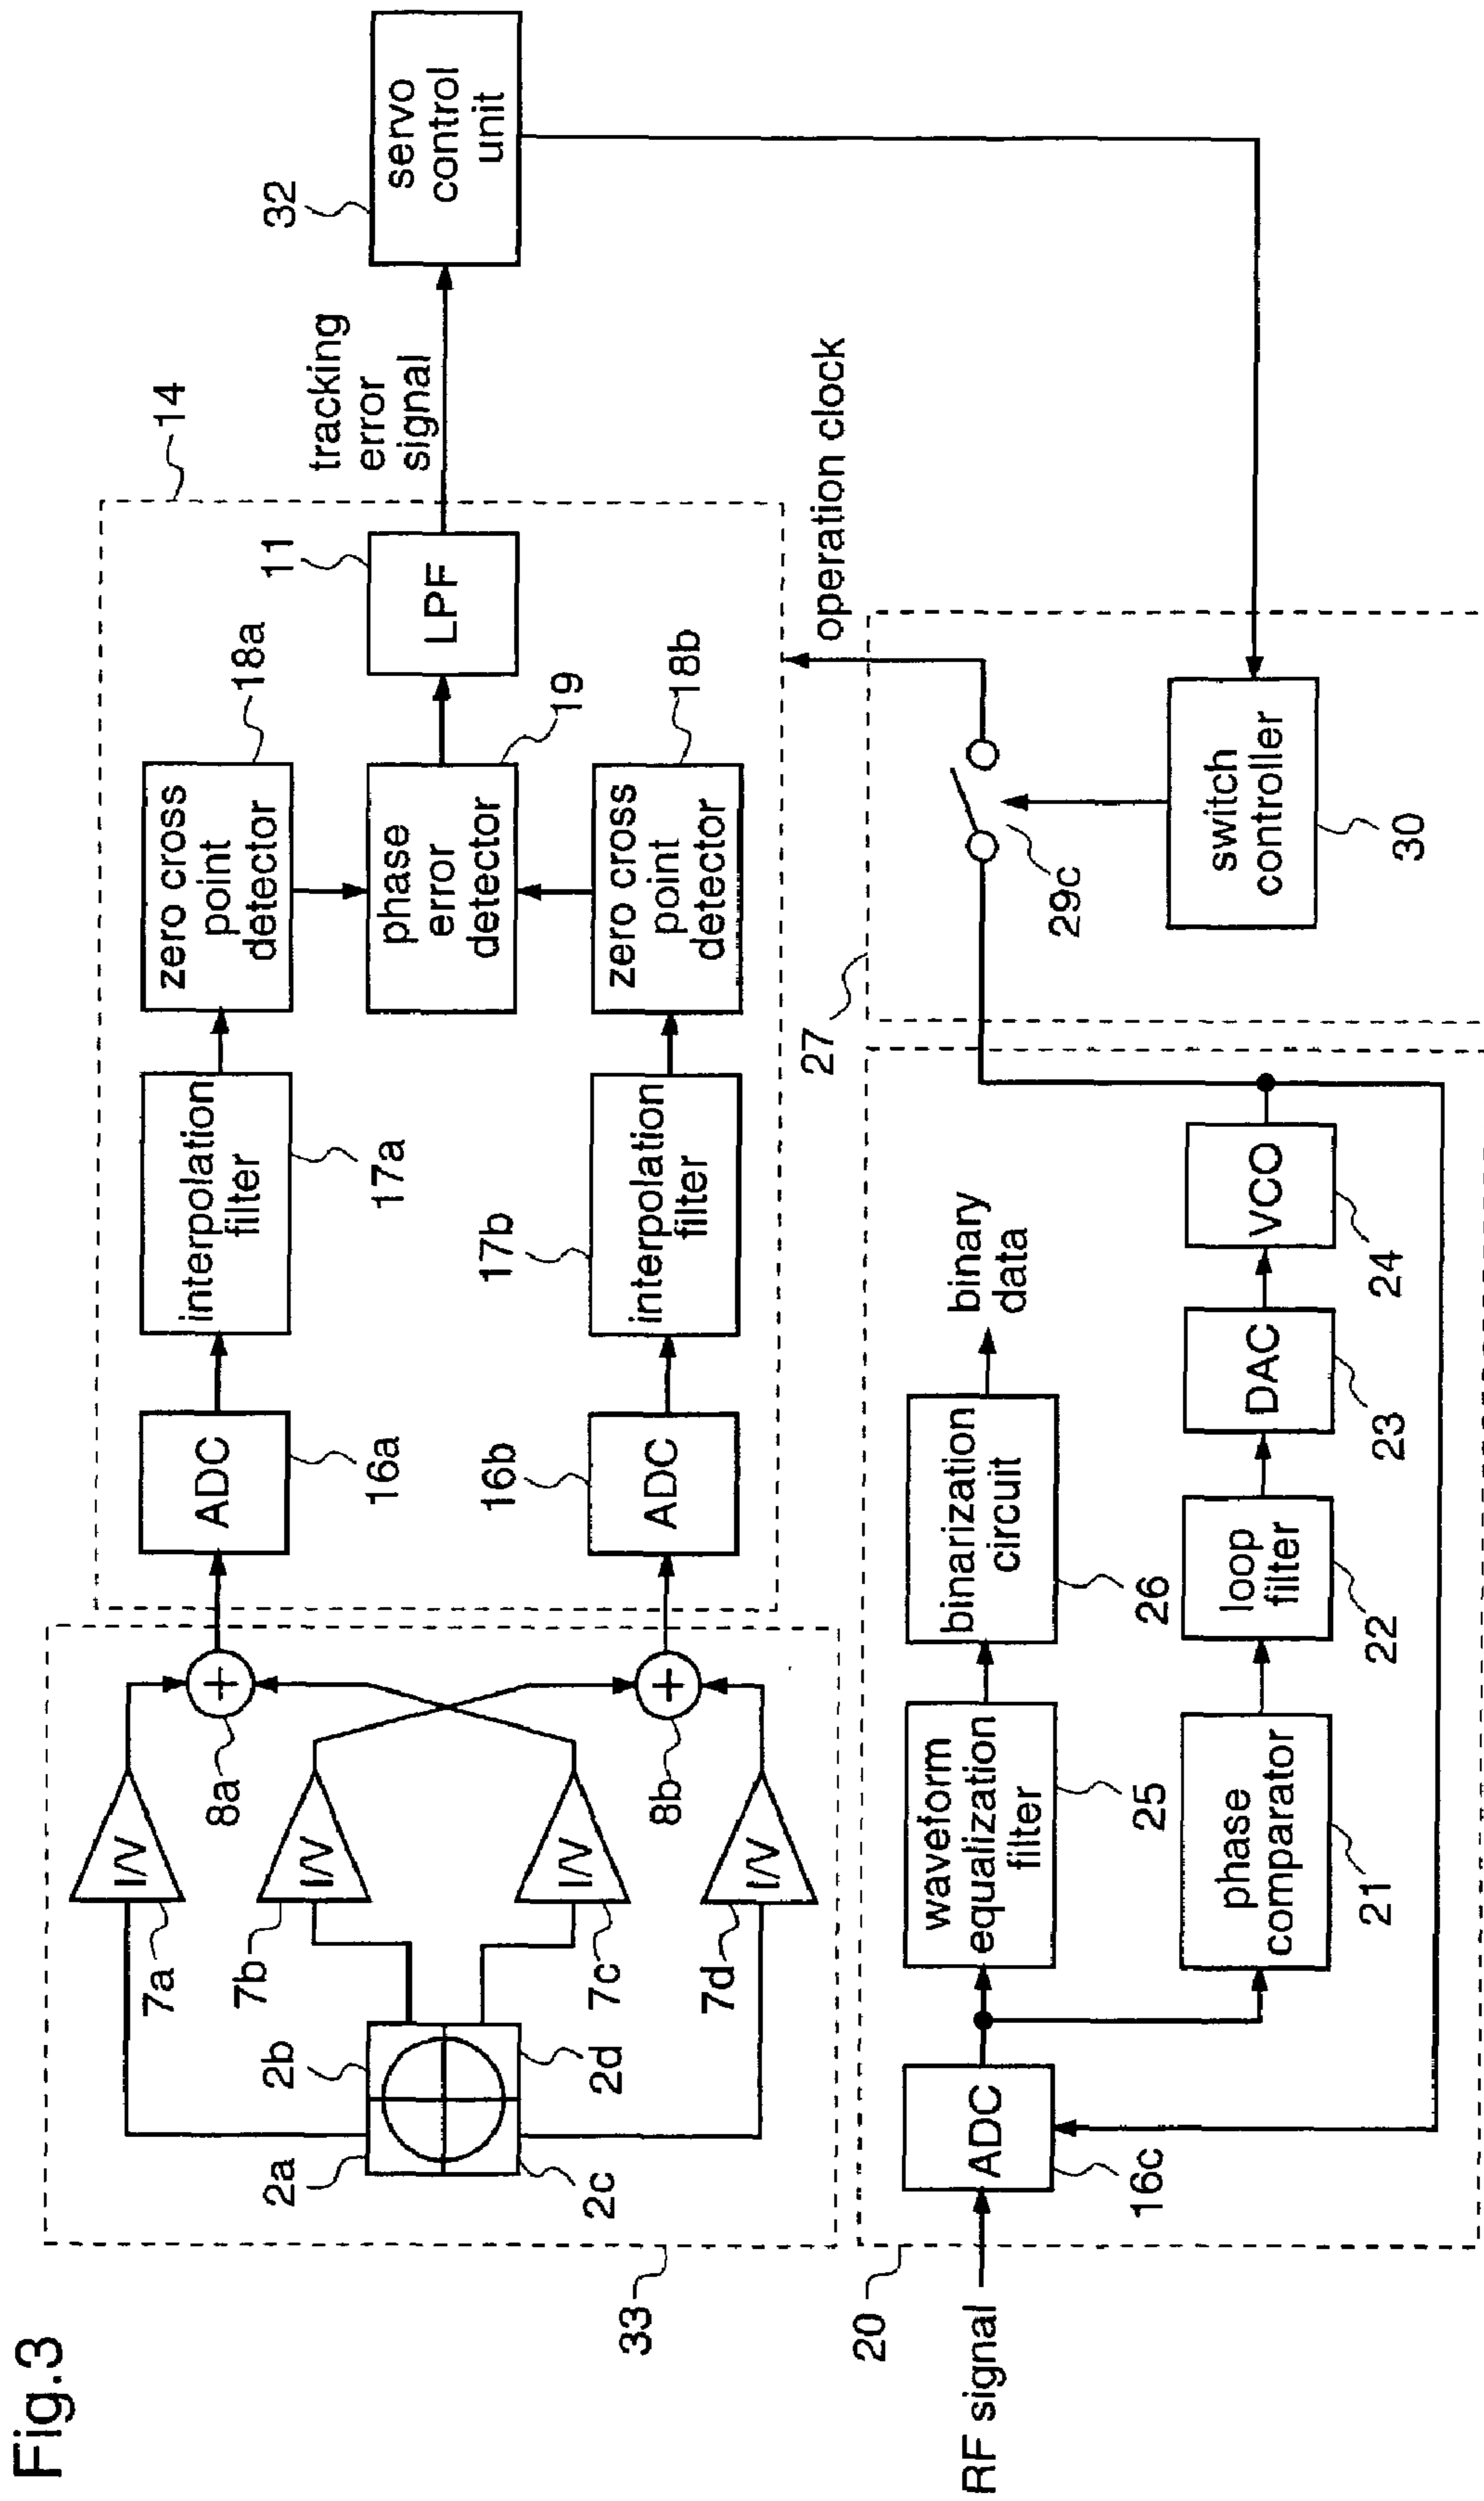 Fig.3
33
2a
2b
2c
2d
7a
I/V
7b
I/V
7c
I/V
7d
I/V
8a
+
8b
+
14
ADC
16a
ADC
16b
interpolation
filter
17a
interpolation
filter
17b
zero cross
point
detector
18a
phase
error
detector
19
zero cross
point
detector
18b
LPF
11
tracking
error
signal
servo
control
unit
32
operation clock
20
RF signal
ADC
16c
waveform
equalization
filter
25
binarization
circuit
26
binary
data
phase
comparator
21
loop
filter
22
DAC
23
VCO
24
27
29c
switch
controller
30